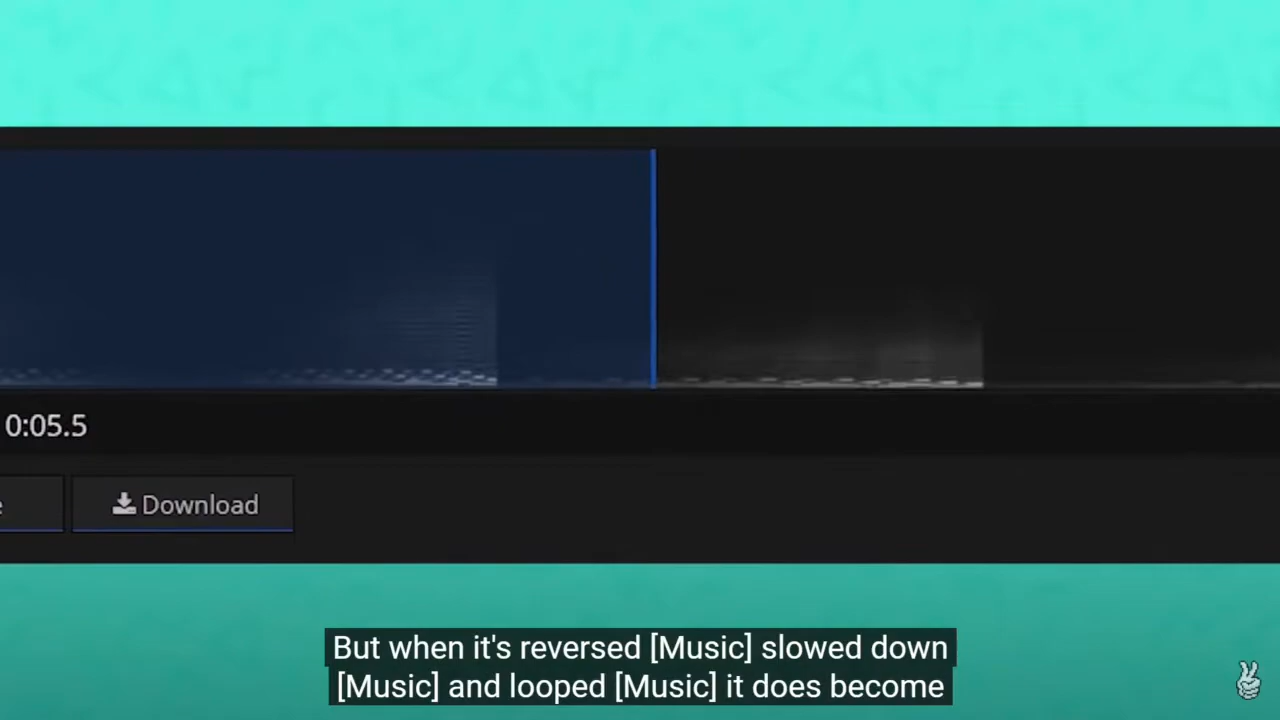 0:05.5
Download
But when it's reversed [Music] slowed down
[Music] and looped [Music] it does become